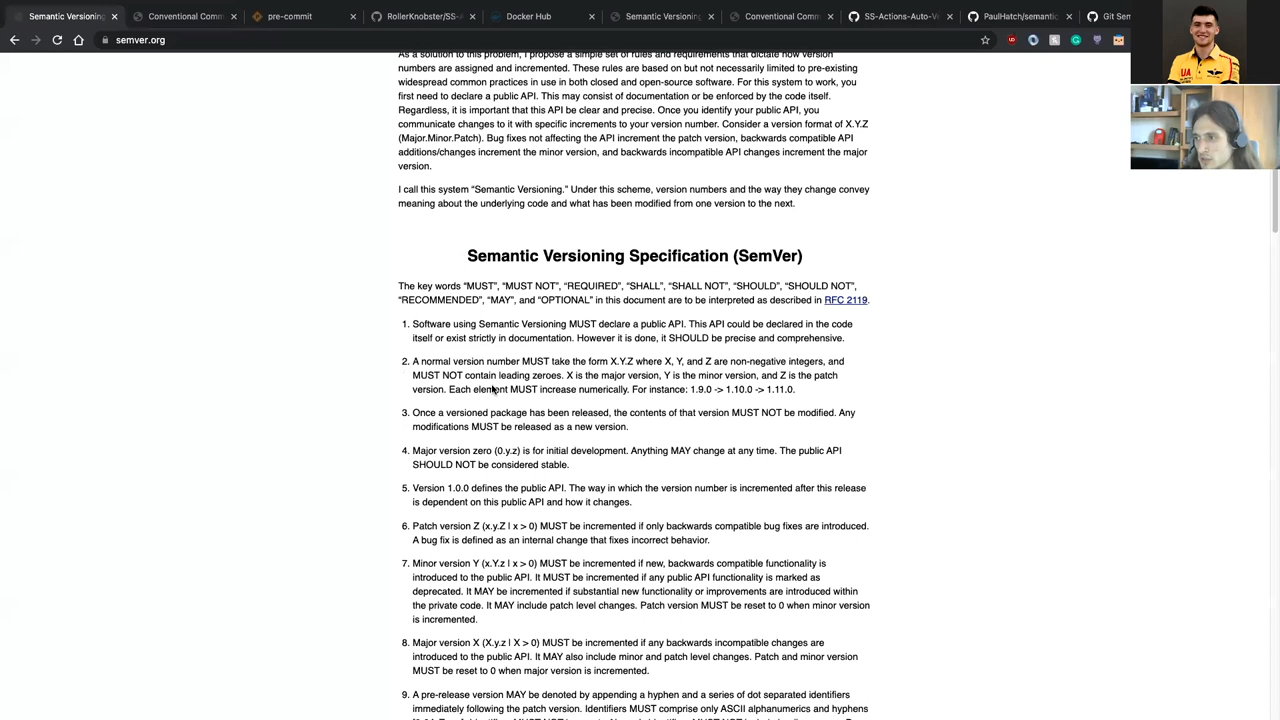 Semantic Versioning
Conventional Comm
pre-commit
RollerKnobster/SS-A
Docker Hub
Semantic Versioning
Conventional Comm
SS-Actions-Auto-Ve
PaulHatch/semantic
Git Sem
semver.org
As a solution to this problem, I propose a simple set of rules and requirements that dictate how version
numbers are assigned and incremented. These rules are based on but not necessarily limited to pre-existing
widespread common practices in use in both closed and open-source software. For this system to work, you
first need to declare a public API. This may consist of documentation or be enforced by the code itself.
Regardless, it is important that this API be clear and precise. Once you identify your public API, you
communicate changes to it with specific increments to your version number. Consider a version format of X.Y.Z
(Major.Minor.Patch). Bug fixes not affecting the API increment the patch version, backwards compatible API
additions/changes increment the minor version, and backwards incompatible API changes increment the major
version.
I call this system “Semantic Versioning.” Under this scheme, version numbers and the way they change convey
meaning about the underlying code and what has been modified from one version to the next.
Semantic Versioning Specification (SemVer)
The key words “MUST”, “MUST NOT”, “REQUIRED”, “SHALL”, “SHALL NOT”, “SHOULD”, “SHOULD NOT”,
“RECOMMENDED”, “MAY”, and “OPTIONAL” in this document are to be interpreted as described in RFC 2119.
1. Software using Semantic Versioning MUST declare a public API. This API could be declared in the code
itself or exist strictly in documentation. However it is done, it SHOULD be precise and comprehensive.
2. A normal version number MUST take the form X.Y.Z where X, Y, and Z are non-negative integers, and
MUST NOT contain leading zeroes. X is the major version, Y is the minor version, and Z is the patch
version. Each element MUST increase numerically. For instance: 1.9.0 -> 1.10.0 -> 1.11.0.
3. Once a versioned package has been released, the contents of that version MUST NOT be modified. Any
modifications MUST be released as a new version.
4. Major version zero (0.y.z) is for initial development. Anything MAY change at any time. The public API
SHOULD NOT be considered stable.
5. Version 1.0.0 defines the public API. The way in which the version number is incremented after this release
is dependent on this public API and how it changes.
6. Patch version Z (x.y.Z | x > 0) MUST be incremented if only backwards compatible bug fixes are introduced.
A bug fix is defined as an internal change that fixes incorrect behavior.
7. Minor version Y (x.Y.z | x > 0) MUST be incremented if new, backwards compatible functionality is
introduced to the public API. It MUST be incremented if any public API functionality is marked as
deprecated. It MAY be incremented if substantial new functionality or improvements are introduced within
the private code. It MAY include patch level changes. Patch version MUST be reset to 0 when minor version
is incremented.
8. Major version X (X.y.z | X > 0) MUST be incremented if any backwards incompatible changes are
introduced to the public API. It MAY also include minor and patch level changes. Patch and minor version
MUST be reset to 0 when major version is incremented.
9. A pre-release version MAY be denoted by appending a hyphen and a series of dot separated identifiers
immediately following the patch version. Identifiers MUST comprise only ASCII alphanumerics and hyphens
UA